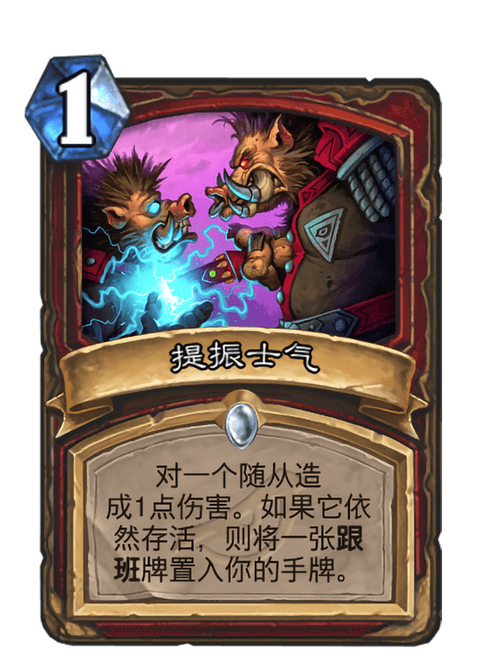 1
提振士气
对一个随从造
成1点伤害。如果它依
然存活，则将一张跟
班牌置入你的手牌。